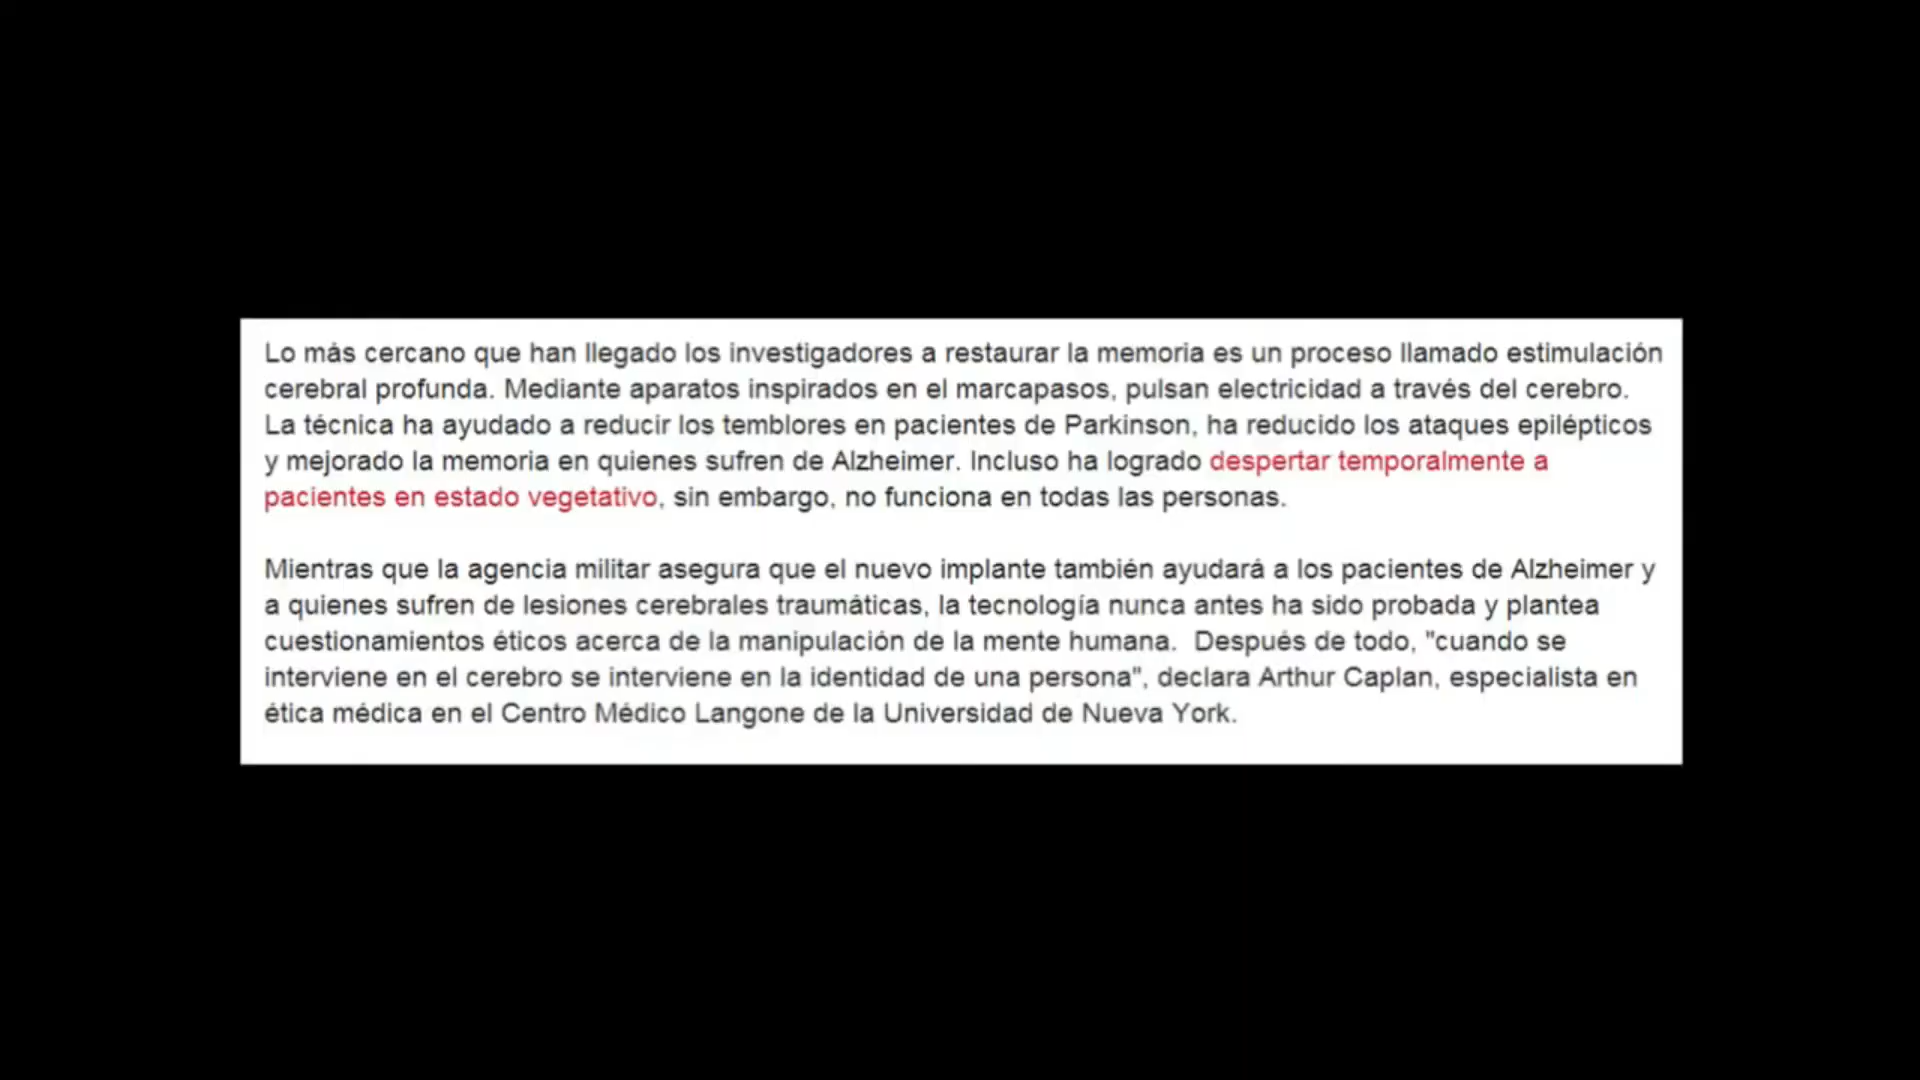 Lo más cercano que han llegado los investigadores a restaurar la memoria es un proceso llamado estimulación
cerebral profunda. Mediante aparatos inspirados en el marcapasos, pulsan electricidad a través del cerebro.
La técnica ha ayudado a reducir los temblores en pacientes de Parkinson, ha reducido los ataques epilépticos
y mejorado la memoria en quienes sufren de Alzheimer. Incluso ha logrado despertar temporalmente a
pacientes en estado vegetativo, sin embargo, no funciona en todas las personas.
Mientras que la agencia militar asegura que el nuevo implante también ayudará a los pacientes de Alzheimer y
a quienes sufren de lesiones cerebrales traumáticas, la tecnología nunca antes ha sido probada y plantea
cuestionamientos éticos acerca de la manipulación de la mente humana. Después de todo, "cuando se
interviene en el cerebro se interviene en la identidad de una persona", declara Arthur Caplan, especialista en
ética médica en el Centro Médico Langone de la Universidad de Nueva York.